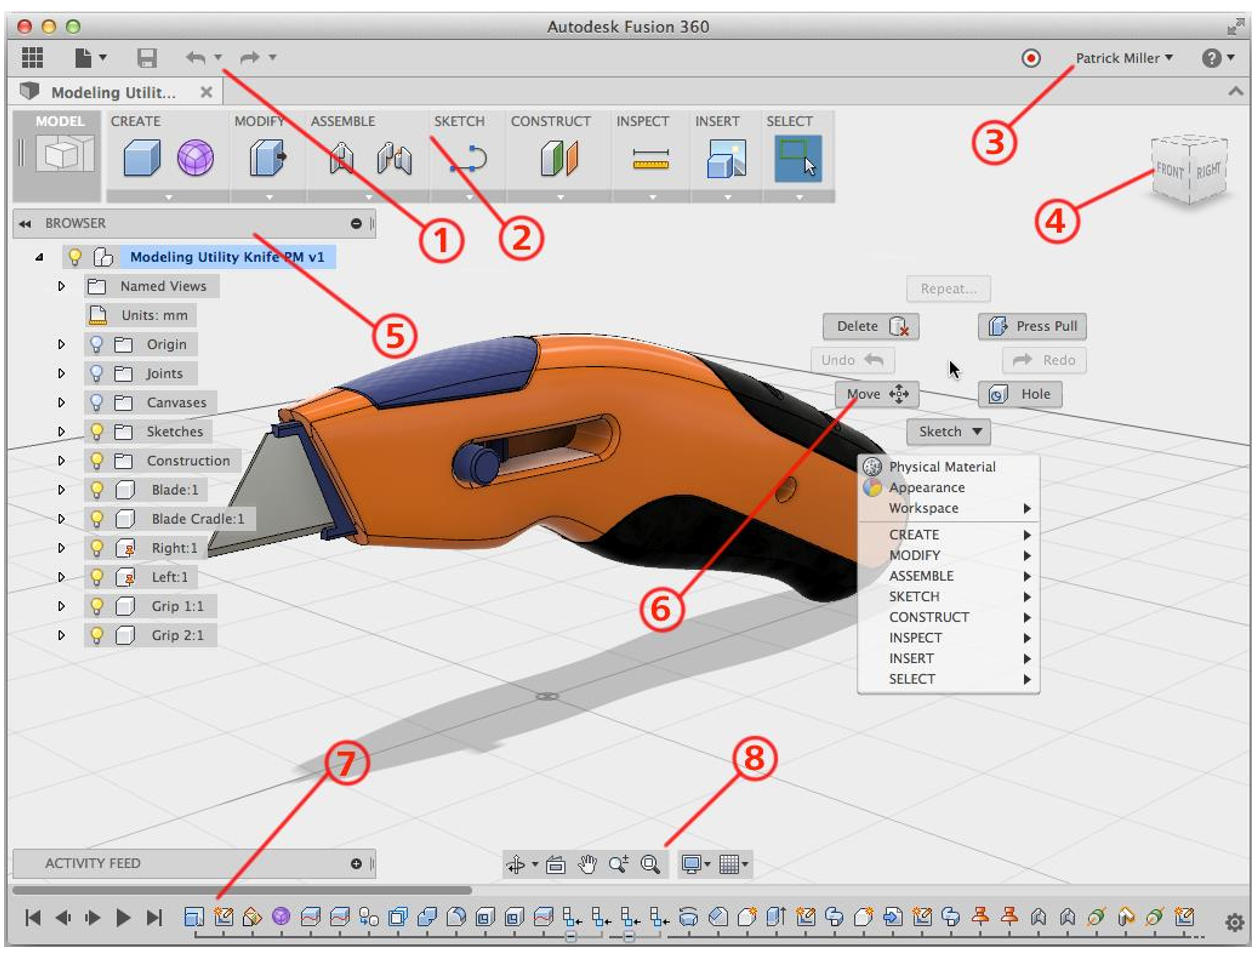 Autodesk Fusion 360
Patrick Miller
?
Modeling Utilit...
MODEL CREATE MODIFY ASSEMBLE SKETCH CONSTRUCT INSPECT INSERT SELECT
3
FRONT RIGHT
4
BROWSER
1 2
Modeling Utility Knife PM v1
Named Views
Repeat...
Units: mm
5
Delete Press Pull
Origin
Undo Redo
Joints
Move Hole
Canvases
Sketches
Sketch
Construction
Physical Material
Blade:1
Appearance
Workspace
Blade Cradle:1
CREATE
Right:1
MODIFY
Left:1
ASSEMBLE
SKETCH
Grip 1:1
6
CONSTRUCT
Grip 2:1
INSPECT
INSERT
SELECT
7 8
ACTIVITY FEED